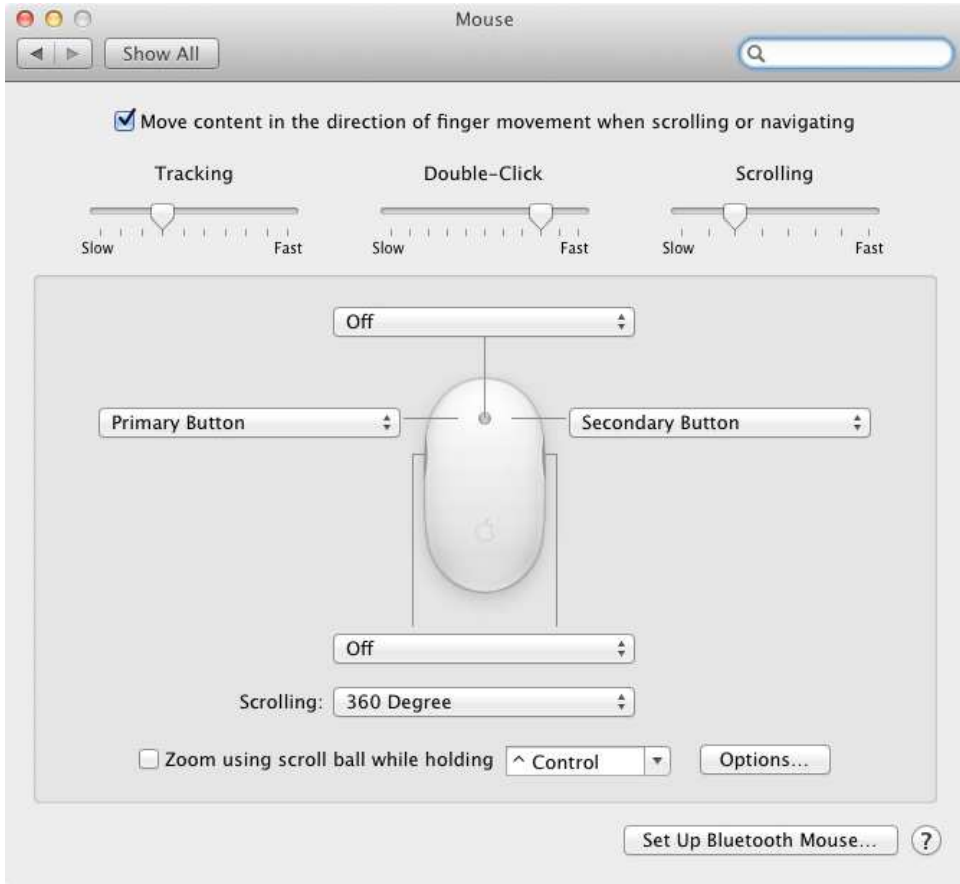 Mouse
Show All
Move content in the direction of finger movement when scrolling or navigating
Tracking Double-Click Scrolling
Slow Fast Slow Fast Slow Fast
Off
Primary Button Secondary Button
Off
Scrolling: 360 Degree
Zoom using scroll ball while holding ^ Control Options...
Set Up Bluetooth Mouse... ?